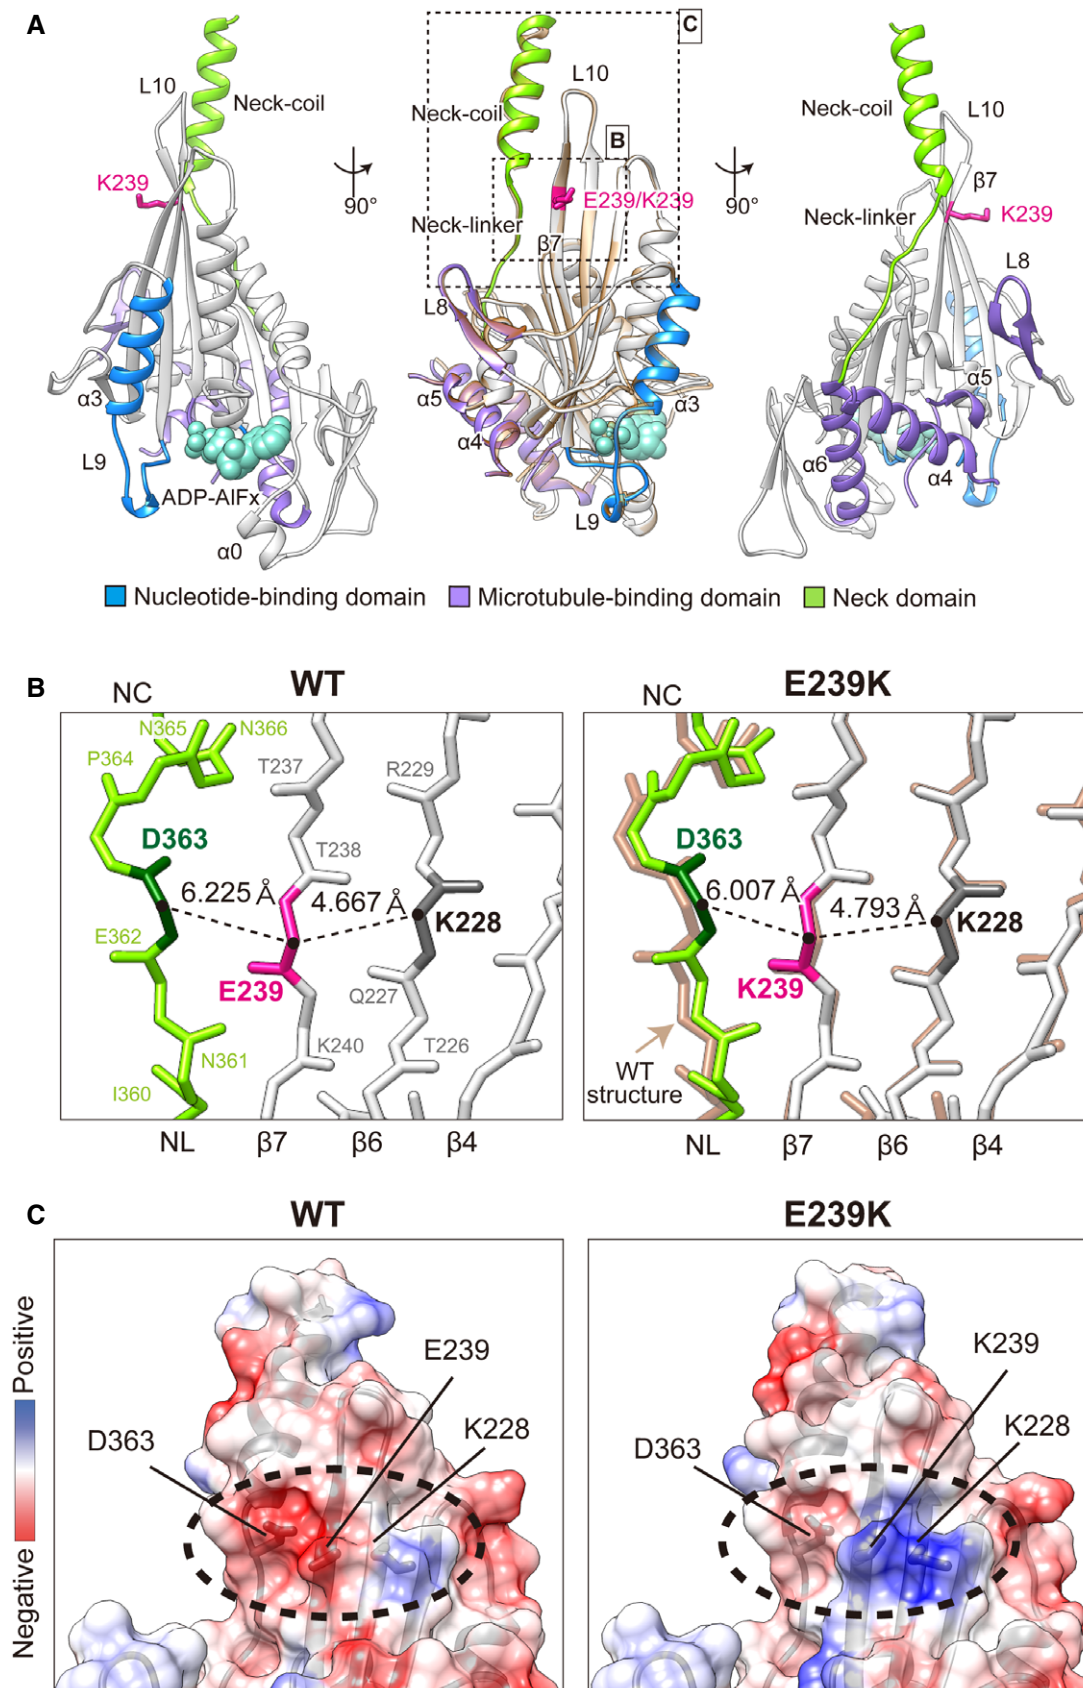 A
L10
Neck-coil
K239
90°
α3
L9
ADP-AlFx
α0
C
L10
Neck-coil
B
E239/K239
Neck-linker
β7
L8
α5
α4
α3
L9
90°
Neck-coil
L10
β7
Neck-linker
K239
L8
α5
α6
α4
Nucleotide-binding domain
Microtubule-binding domain
Neck domain
B
WT
NC
N365
N366
P364
T237
R229
D363
T238
6.225 Å
4.667 Å
E362
K228
E239
Q227
N361
K240
T226
I360
NL
β7
β6
β4
E239K
NC
D363
6.007 Å
4.793 Å
K228
K239
WT
structure
NL
β7
β6
β4
C
WT
Negative
Positive
E239
D363
K228
E239K
K239
D363
K228